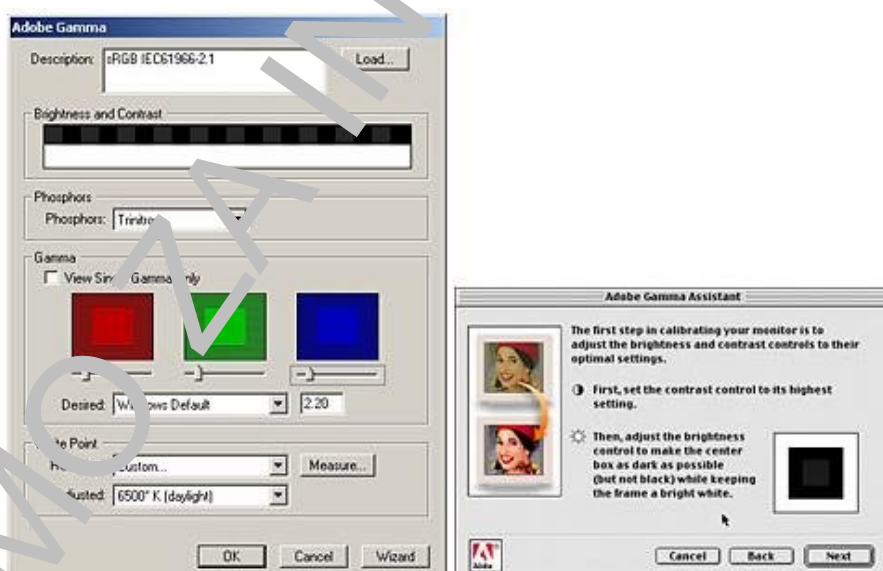 Adobe Gamma
Description: sRGB IEC61966-2.1 Load...
Brightness and Contrast
Phosphors
Phosphors:
Gamma
View Gamma
Desired: Default 2.20
Point
Custom... Measure...
6500° K (daylight)
OK Cancel Wizard
Adobe Gamma Assistant
The first step in calibrating your monitor is to
adjust the brightness and contrast controls to their
optimal settings.
First, set the contrast control to its highest
setting.
Then, adjust the brightness
control to make the center
box as dark as possible
(but not black) while keeping
the frame a bright white.
Adobe
Cancel Back Next